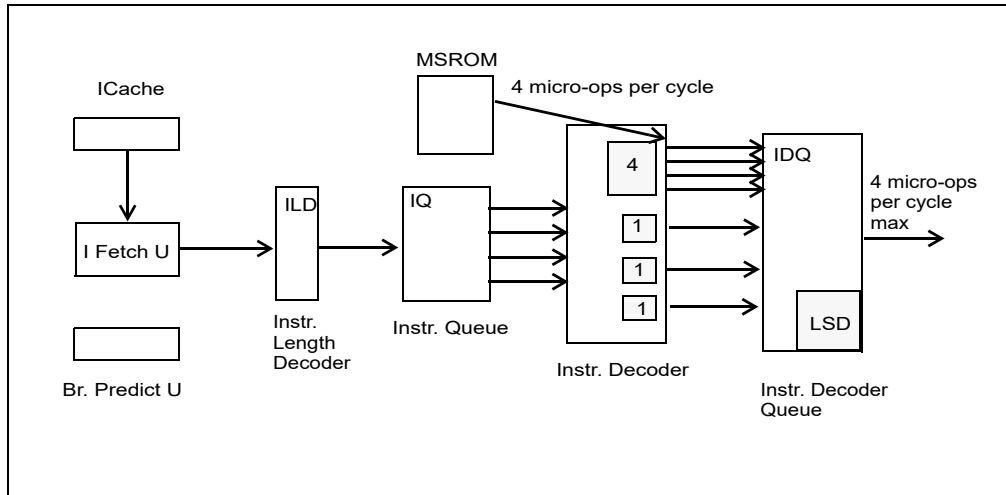 MSROM
4 micro-ops per cycle
ICache
IDQ
4
4 micro-ops
per cycle
max
ILD
IQ
1
I Fetch U
1
1
LSD
Instr.
Length
Decoder
Instr. Queue
Instr. Decoder
Br. Predict U
Instr. Decoder
Queue